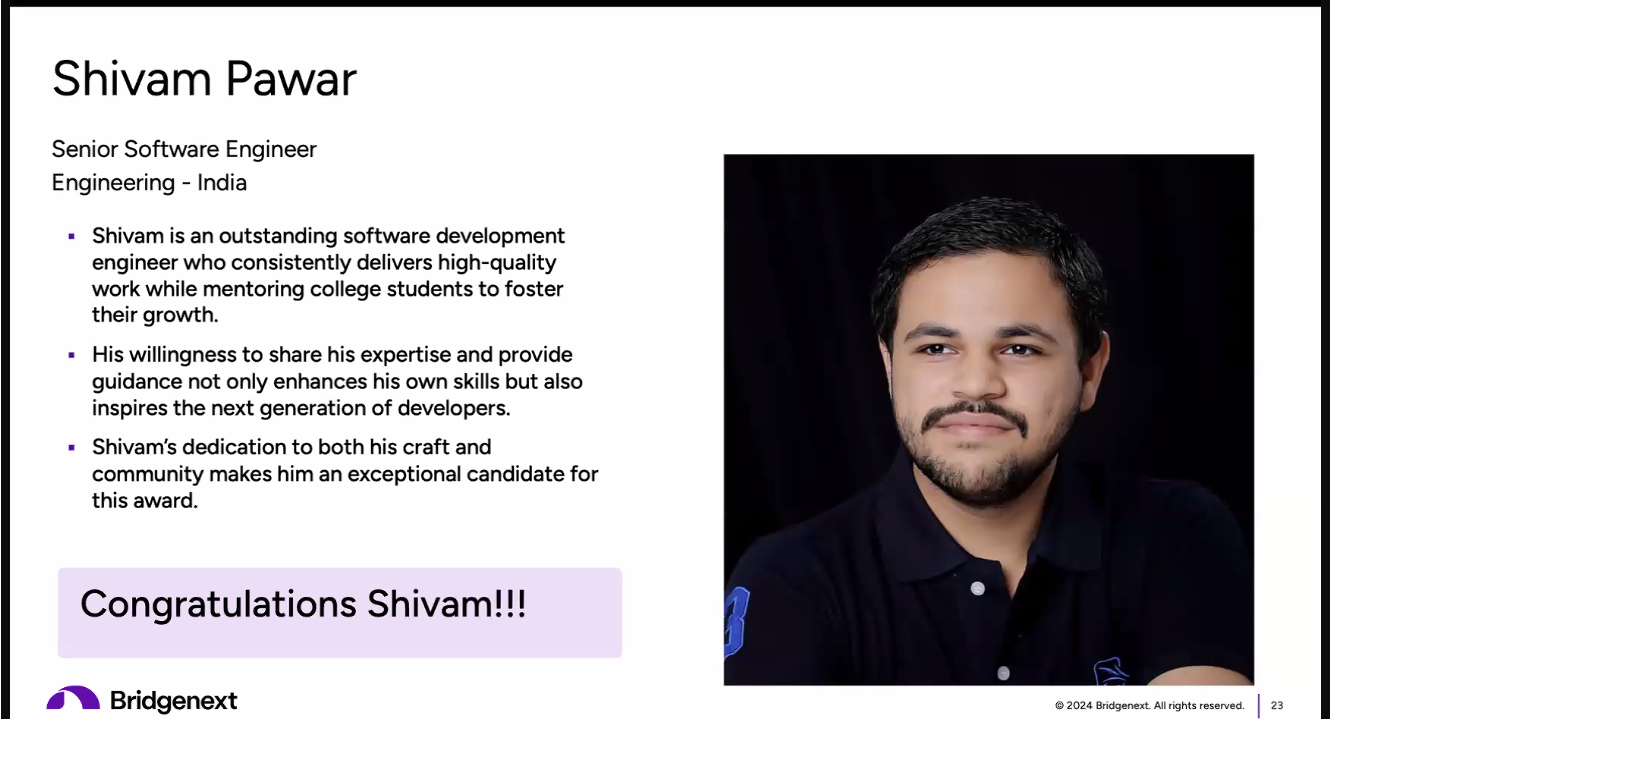 Shivam Pawar
Senior Software Engineer
Engineering - India
▪ Shivam is an outstanding software development
engineer who consistently delivers high-quality
work while mentoring college students to foster
their growth.
▪ His willingness to share his expertise and provide
guidance not only enhances his own skills but also
inspires the next generation of developers.
▪ Shivam’s dedication to both his craft and
community makes him an exceptional candidate for
this award.
Congratulations Shivam!!!
Bridgenext
© 2024 Bridgenext. All rights reserved.
23